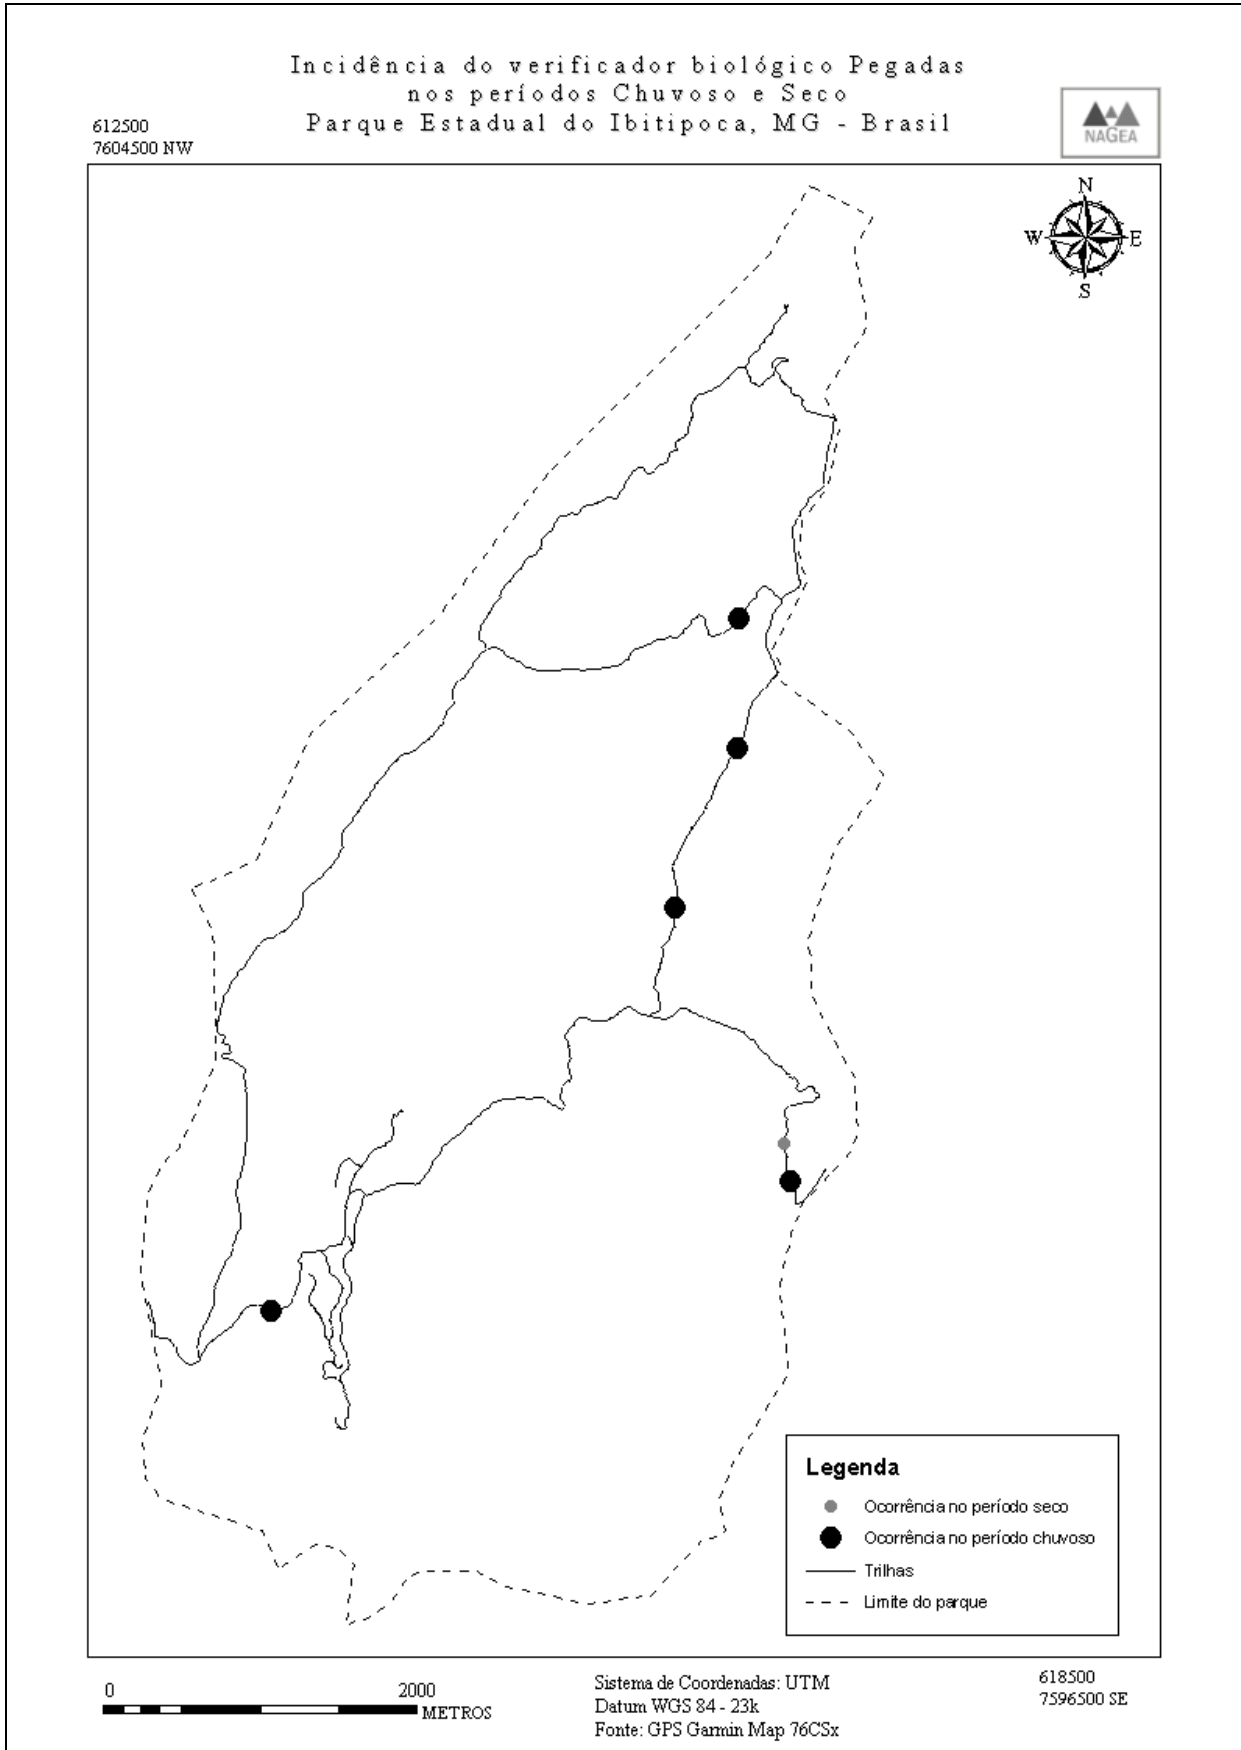 Incidência do verificador biológico Pegadas
nos períodos Chuvoso e Seco
Parque Estadual do Ibitipoca, MG - Brasil
612500
7604500 NW
NAGEA
N
W
E
S
Legenda
Ocorrência no período seco
Ocorrência no período chuvoso
Trilhas
Limite do parque
0
2000
METROS
Sistema de Coordenadas: UTM
Datum WGS 84 - 23k
Fonte: GPS Garmin Map 76CSx
618500
7596500 SE